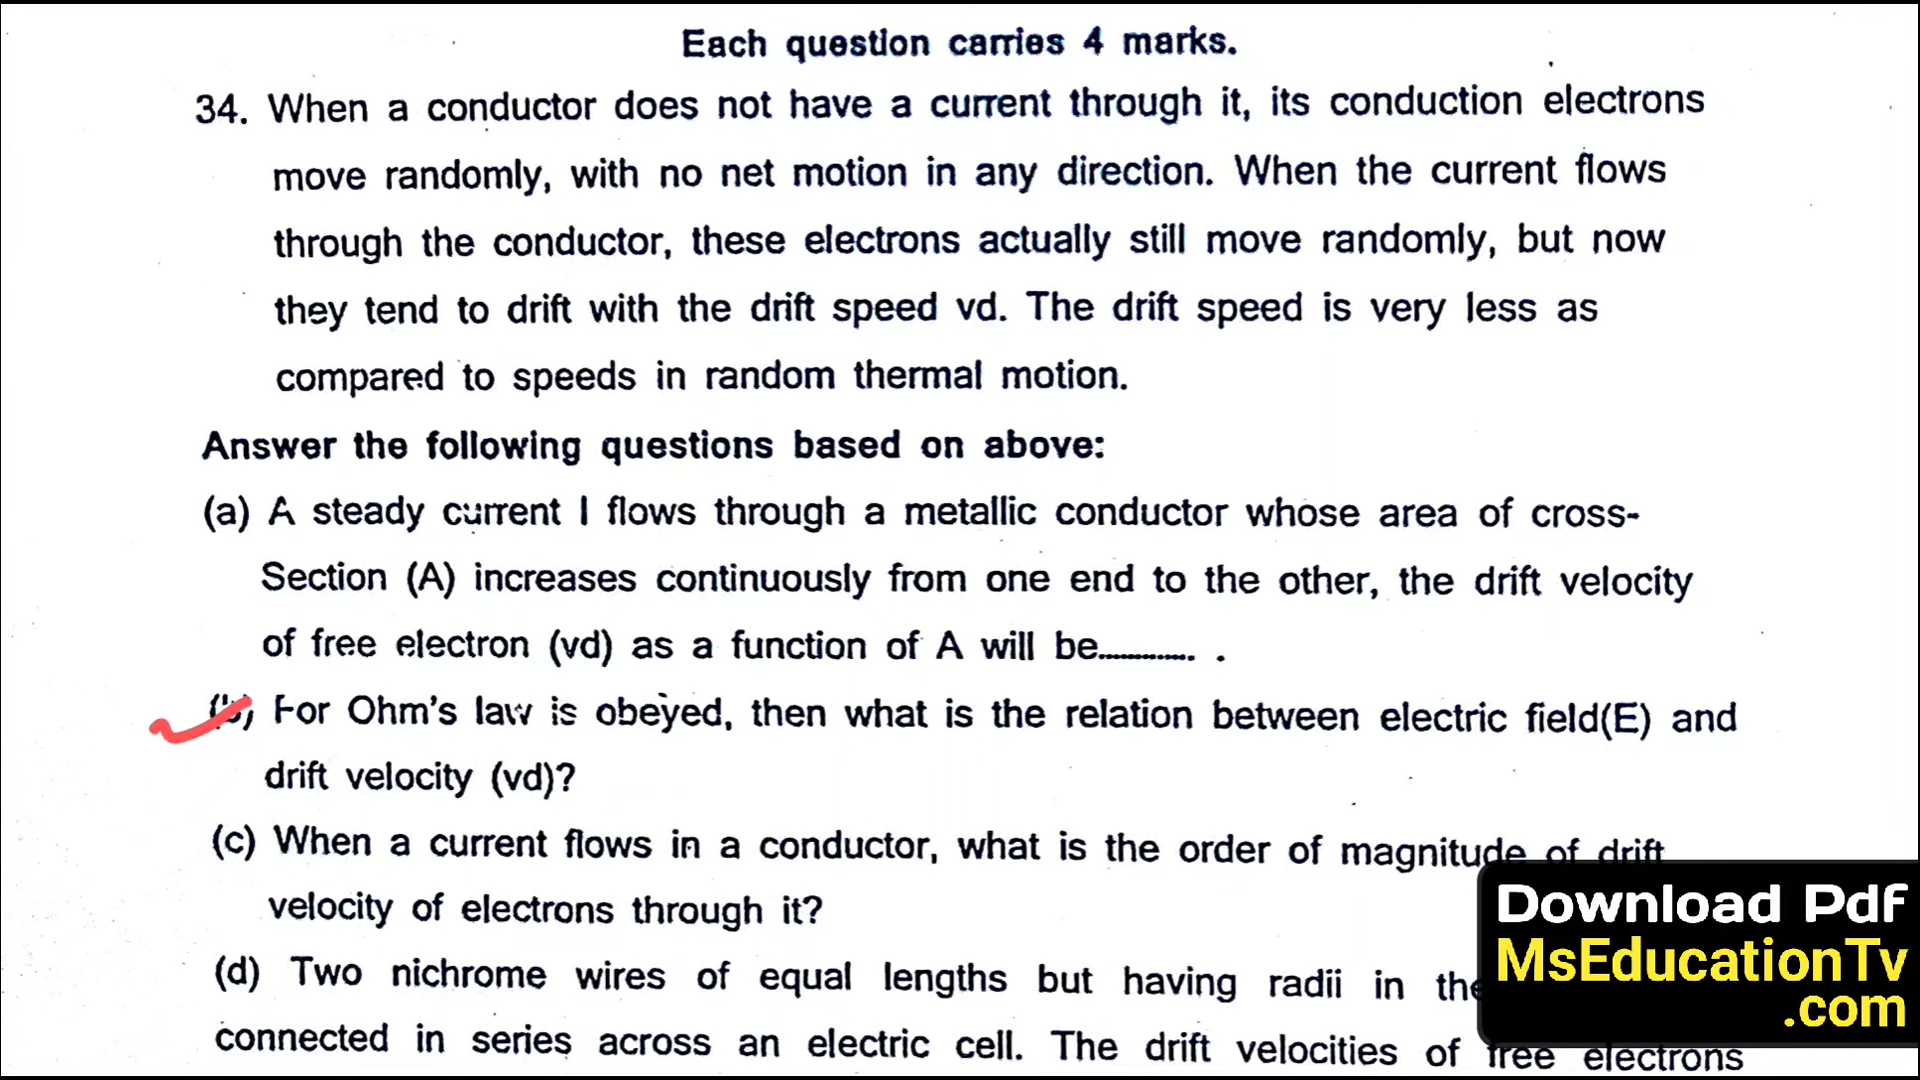 Each question carries 4 marks.
34. When a conductor does not have a current through it, its conduction electrons
move randomly, with no net motion in any direction. When the current flows
through the conductor, these electrons actually still move randomly, but now
they tend to drift with the drift speed vd. The drift speed is very less as
compared to speeds in random thermal motion.
Answer the following questions based on above:
(a) A steady current I flows through a metallic conductor whose area of cross-
Section (A) increases continuously from one end to the other, the drift velocity
of free electron (vd) as a function of A will be............. .
(b) For Ohm's law is obeyed, then what is the relation between electric field(E) and
drift velocity (vd)?
(c) When a current flows in a conductor, what is the order of magnitude of drift
velocity of electrons through it?
(d) Two nichrome wires of equal lengths but having radii in the
connected in series across an electric cell. The drift velocities of free electrons
Download Pdf
MsEducationTv
.com